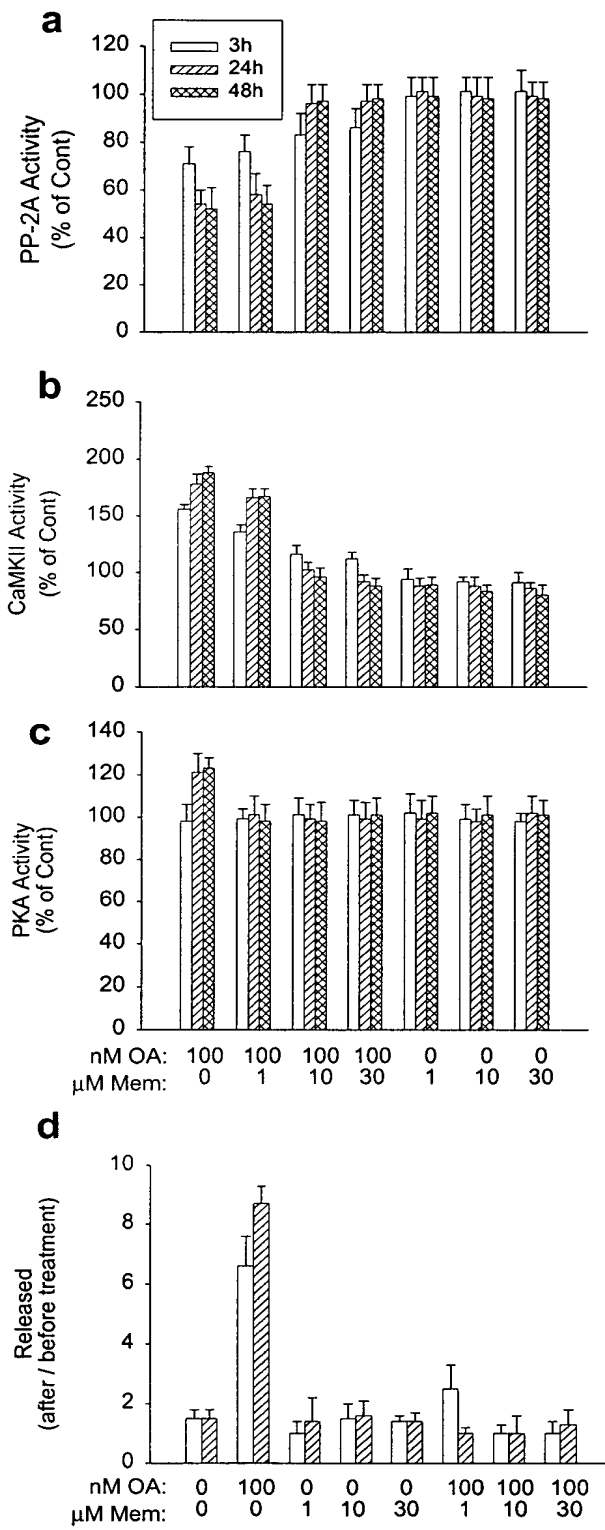 a
3h
24h
48h
120
100
80
60
40
20
0
PP-2A Activity
(% of Cont)
b
250
200
150
100
50
0
CaMKII Activity
(% of Cont)
c
140
120
100
80
60
40
20
0
PKA Activity
(% of Cont)
nM OA: 100 100 100 100 0 0 0
μM Mem: 0 1 10 30 1 10 30
d
10
8
6
4
2
0
Released
(after / before treatment)
nM OA: 0 100 0 0 0 100 100 100
μM Mem: 0 0 1 10 30 1 10 30